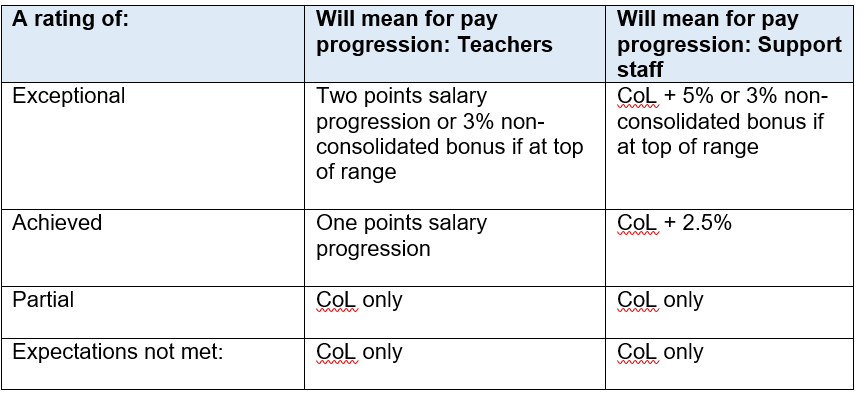 A rating of:
Will mean for pay
progression: Teachers
Will mean for pay
progression: Support
staff
Exceptional
Two points salary
progression or 3% non-
consolidated bonus if at top
of range
CoL + 5% or 3% non-
consolidated bonus if
at top of range
Achieved
One points salary
progression
CoL + 2.5%
Partial
CoL only
CoL only
Expectations not met:
CoL only
CoL only